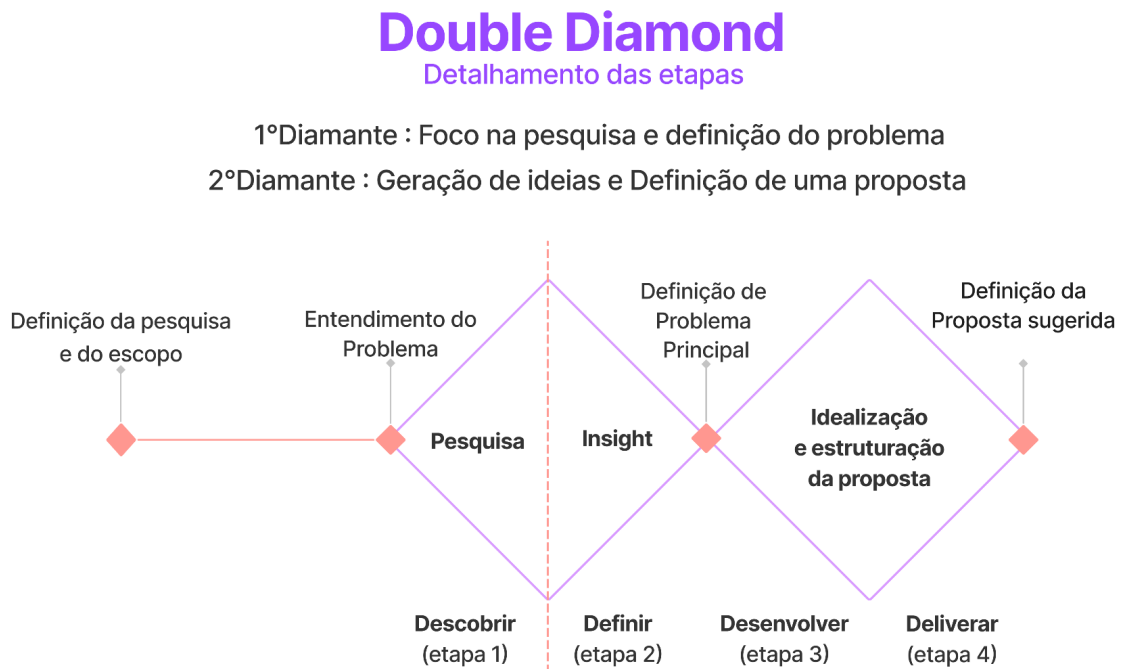 Double Diamond
Detalhamento das etapas
1°Diamante : Foco na pesquisa e definição do problema
2°Diamante : Geração de ideias e Definição de uma proposta
Definição da pesquisa
e do escopo
Entendimento do
Problema
Definição de
Problema
Principal
Definição da
Proposta sugerida
Pesquisa
Insight
Idealização
e estruturação
da proposta
Descobrir
(etapa 1)
Definir
(etapa 2)
Desenvolver
(etapa 3)
Deliverar
(etapa 4)